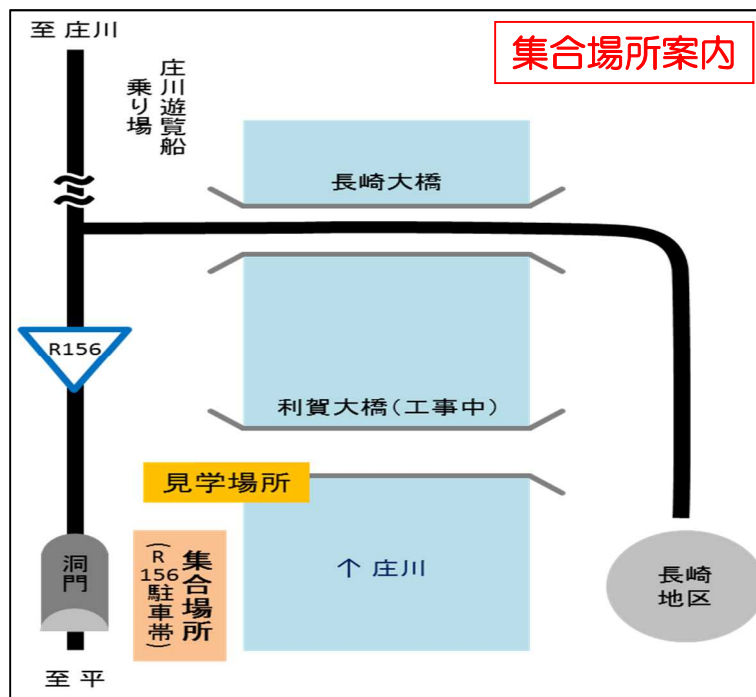 至 庄川
集合場所案内
庄川遊覧船
乗り場
長崎大橋
R156
利賀大橋(工事中)
見学場所
洞門
集合場所
(R156駐車帯)
↑ 庄川
長崎
地区
至 平